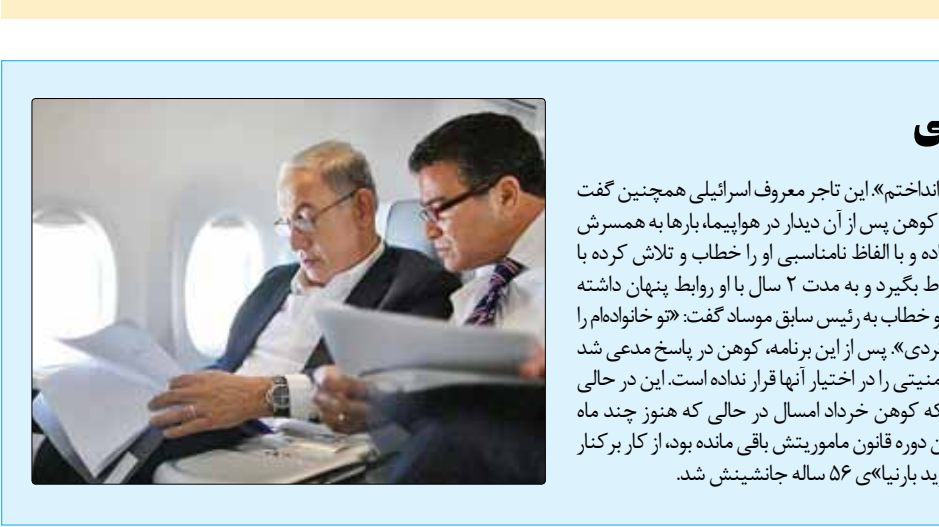 ی
انداختم». این تاجر معروف اسرائیلی همچنین گفت
کوهن پس از آن دیدار در هواپیما، بارها به همسرش
اده و با الفاظ نامناسبی او را خطاب و تلاش کرده با
اط بگیرد و به مدت ۲ سال با او روابط پنهان داشته
و خطاب به رئیس سابق موساد گفت: «تو خانواده‌ام را
ردی». پس از این برنامه، کوهن در پاسخ مدعی شد
منیتی را در اختیار آنها قرار نداده است. این در حالی
که کوهن خرداد امسال در حالی که هنوز چند ماه
ن دوره قانون ماموریتش باقی مانده بود، از کار برکنار
ید بارنیا»ی ۵۶ ساله جانشینش شد.